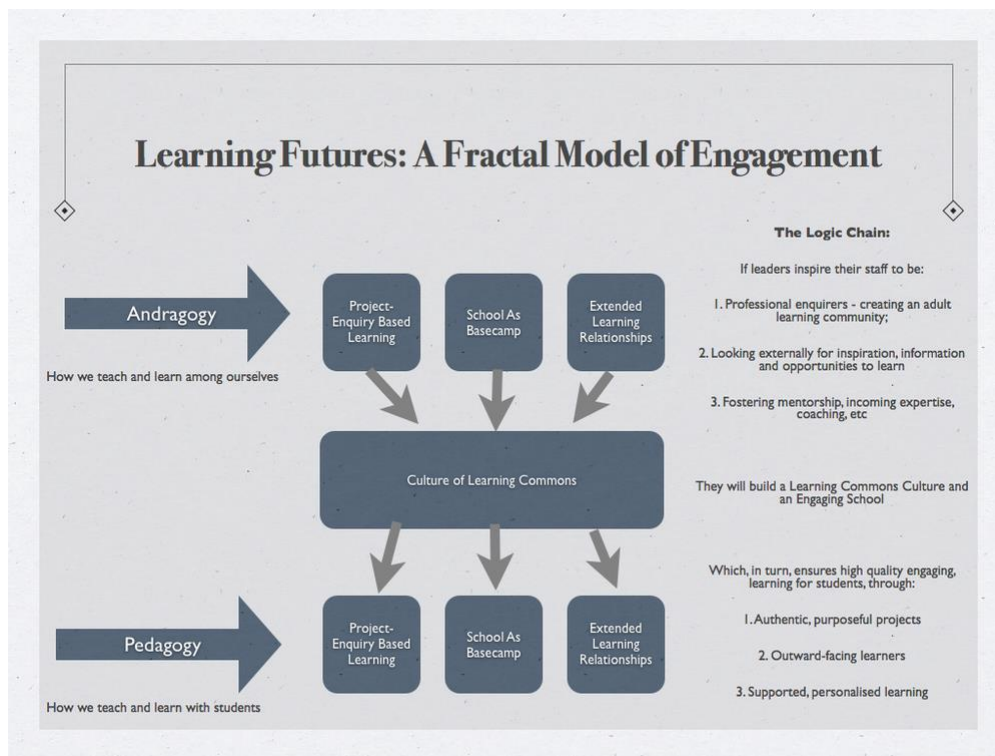 Learning Futures: A Fractal Model of Engagement
Andragogy
How we teach and learn among ourselves
Project-
Enquiry Based
Learning
School As
Basecamp
Extended
Learning
Relationships
Culture of Learning Commons
Pedagogy
How we teach and learn with students
Project-
Enquiry Based
Learning
School As
Basecamp
Extended
Learning
Relationships
The Logic Chain:
If leaders inspire their staff to be:
1. Professional enquirers - creating an adult
learning community;
2. Looking externally for inspiration, information
and opportunities to learn
3. Fostering mentorship, incoming expertise,
coaching, etc
They will build a Learning Commons Culture and
an Engaging School
Which, in turn, ensures high quality engaging,
learning for students, through:
1. Authentic, purposeful projects
2. Outward-facing learners
3. Supported, personalised learning